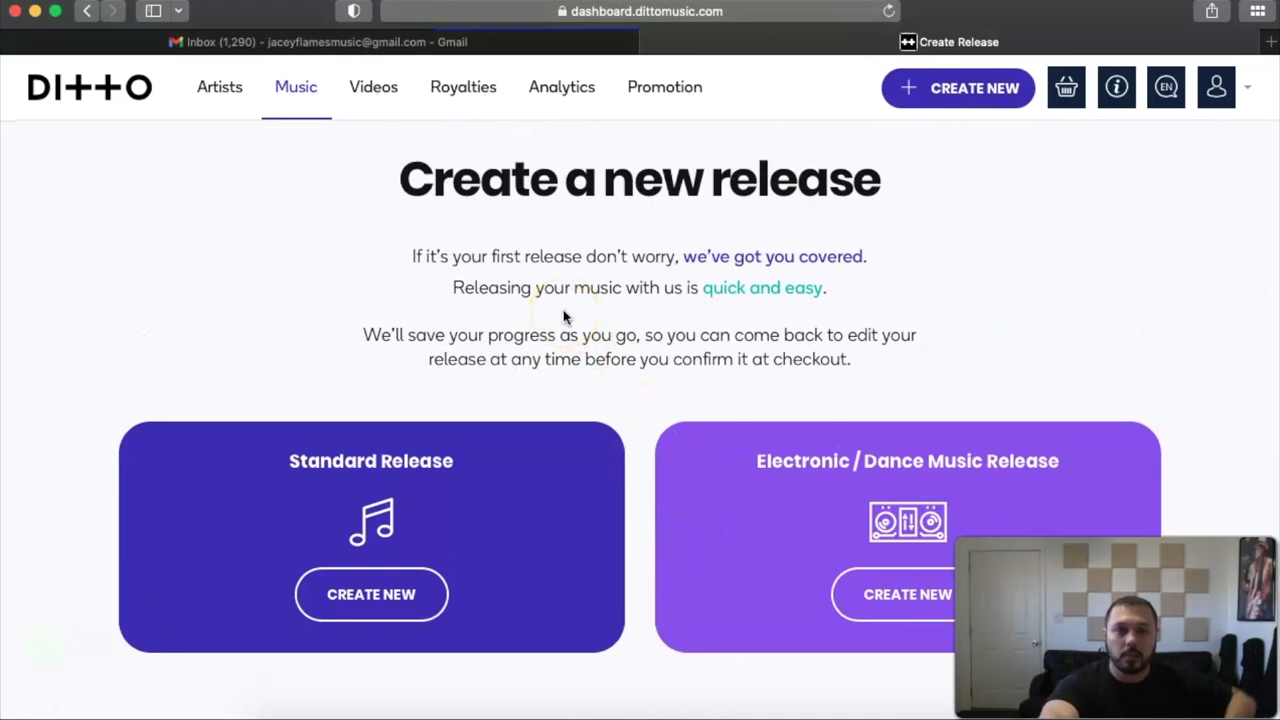 dashboard.dittomusic.com
Inbox (1,290) - jaceyflamesmusic@gmail.com - Gmail
Create Release
DITTO
Artists
Music
Videos
Royalties
Analytics
Promotion
CREATE NEW
EN
Create a new release
If it's your first release don't worry, we've got you covered.
Releasing your music with us is quick and easy.
We'll save your progress as you go, so you can come back to edit your
release at any time before you confirm it at checkout.
Standard Release
Electronic / Dance Music Release
CREATE NEW
CREATE NEW